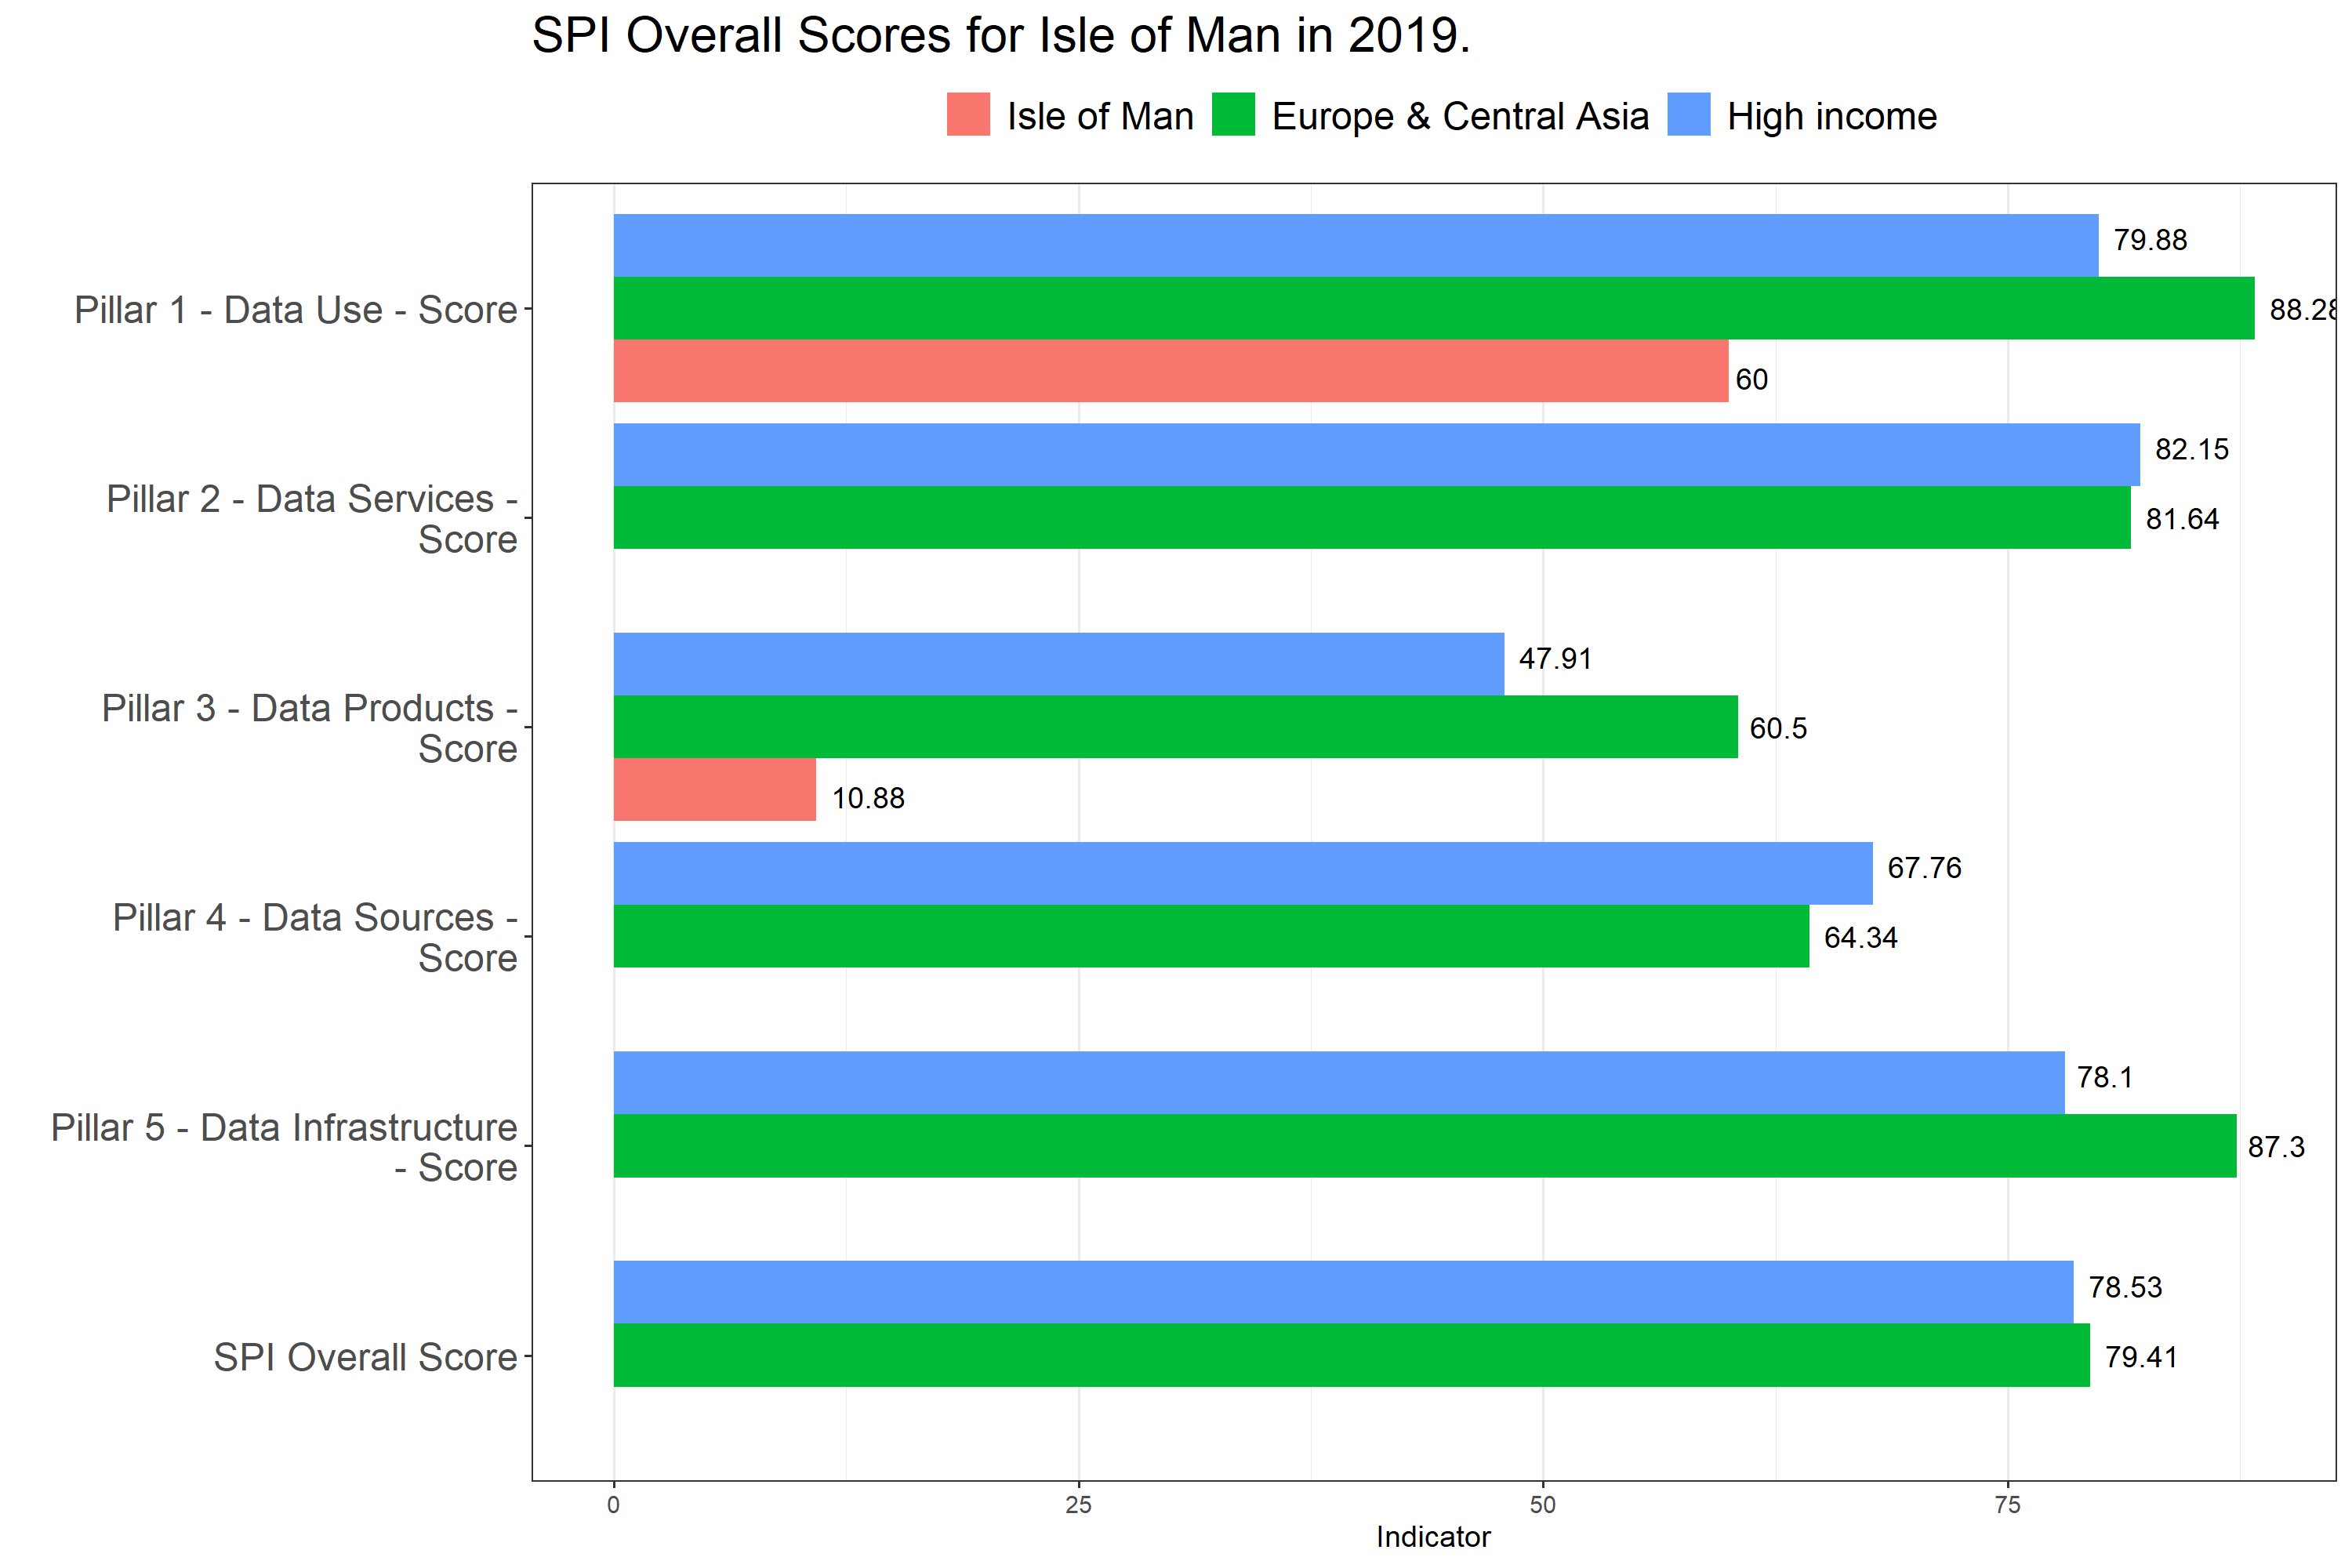 SPI Overall Scores for Isle of Man in 2019.
Isle of Man Europe & Central Asia High income
Pillar 1 - Data Use - Score
79.88
88.28
60
Pillar 2 - Data Services -
Score
82.15
81.64
Pillar 3 - Data Products -
Score
47.91
60.5
10.88
Pillar 4 - Data Sources -
Score
67.76
64.34
Pillar 5 - Data Infrastructure
- Score
78.1
87.3
SPI Overall Score
78.53
79.41
0 25 50 75
Indicator